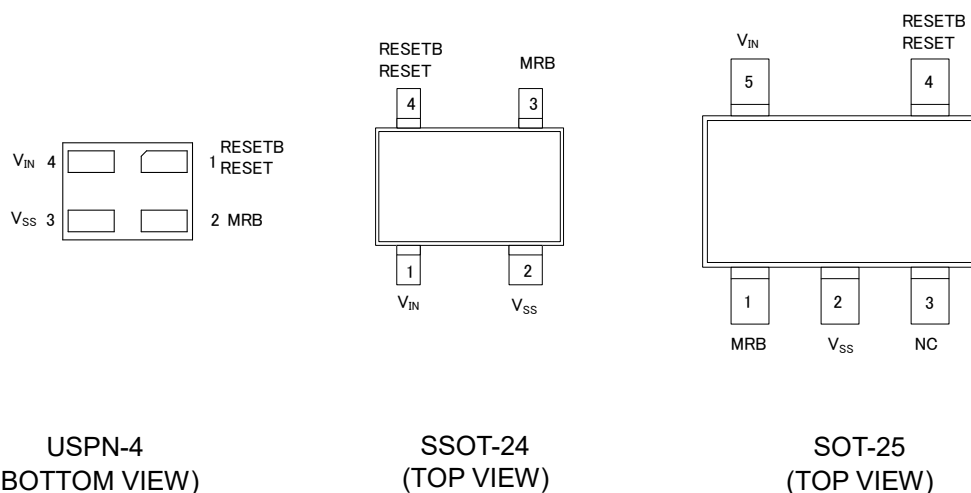 V_IN 4
1 RESETB
RESET
V_SS 3
2 MRB
USPN-4
BOTTOM VIEW)
RESETB
RESET
MRB
4
3
1
2
V_IN
V_SS
SSOT-24
(TOP VIEW)
V_IN
RESETB
RESET
5
4
1
2
3
MRB
V_SS
NC
SOT-25
(TOP VIEW)